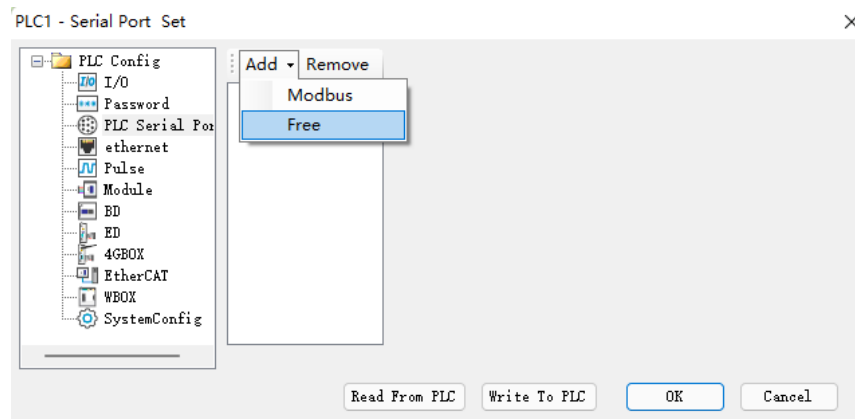 PLC1 - Serial Port Set
PLC Config
I/O
Password
PLC Serial Por
ethernet
Pulse
Module
BD
ED
4GBOX
EtherCAT
WBOX
SystemConfig
Add Remove
Modbus
Free
Read From PLC Write To PLC OK Cancel